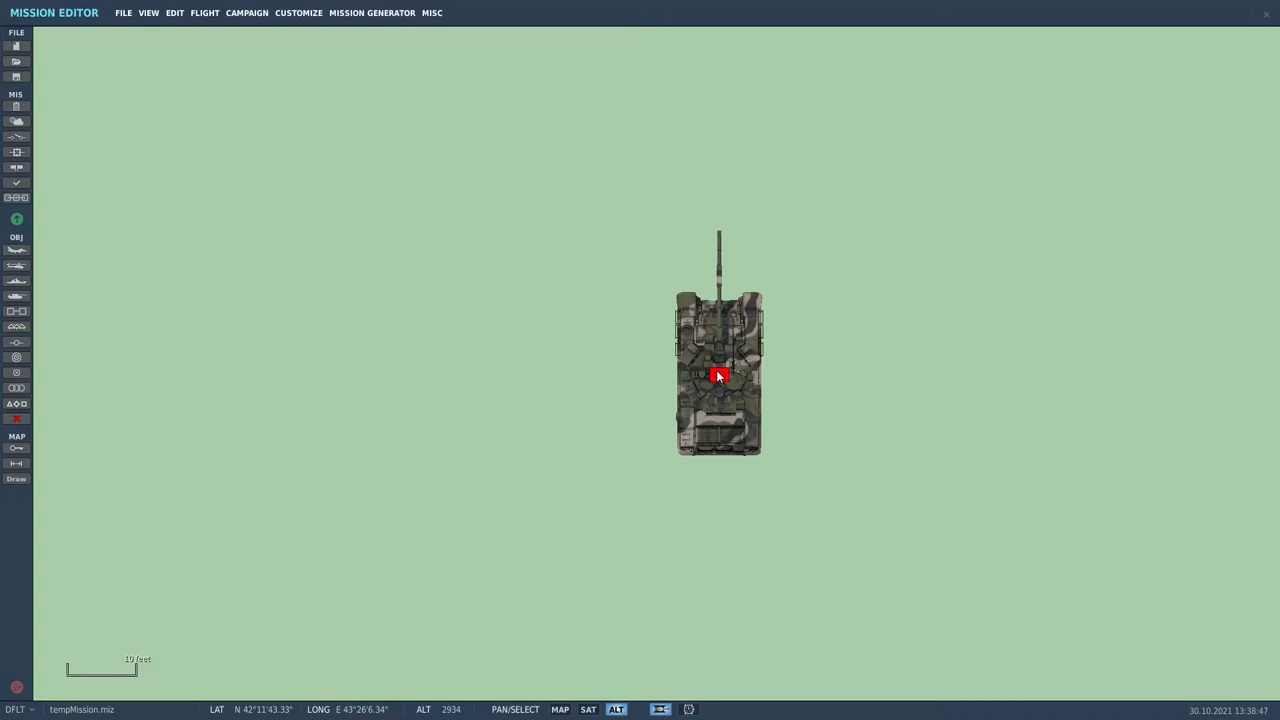 MISSION EDITOR FILE VIEW EDIT FLIGHT CAMPAIGN CUSTOMIZE MISSION GENERATOR MISC
FILE
MIS
OBJ
MAP
Draw
10 feet
DFLT tempMission.miz LAT N 42°11'43.33" LONG E 43°26'6.34" ALT 2934 PAN/SELECT MAP SAT ALT 30.10.2021 13:38:47